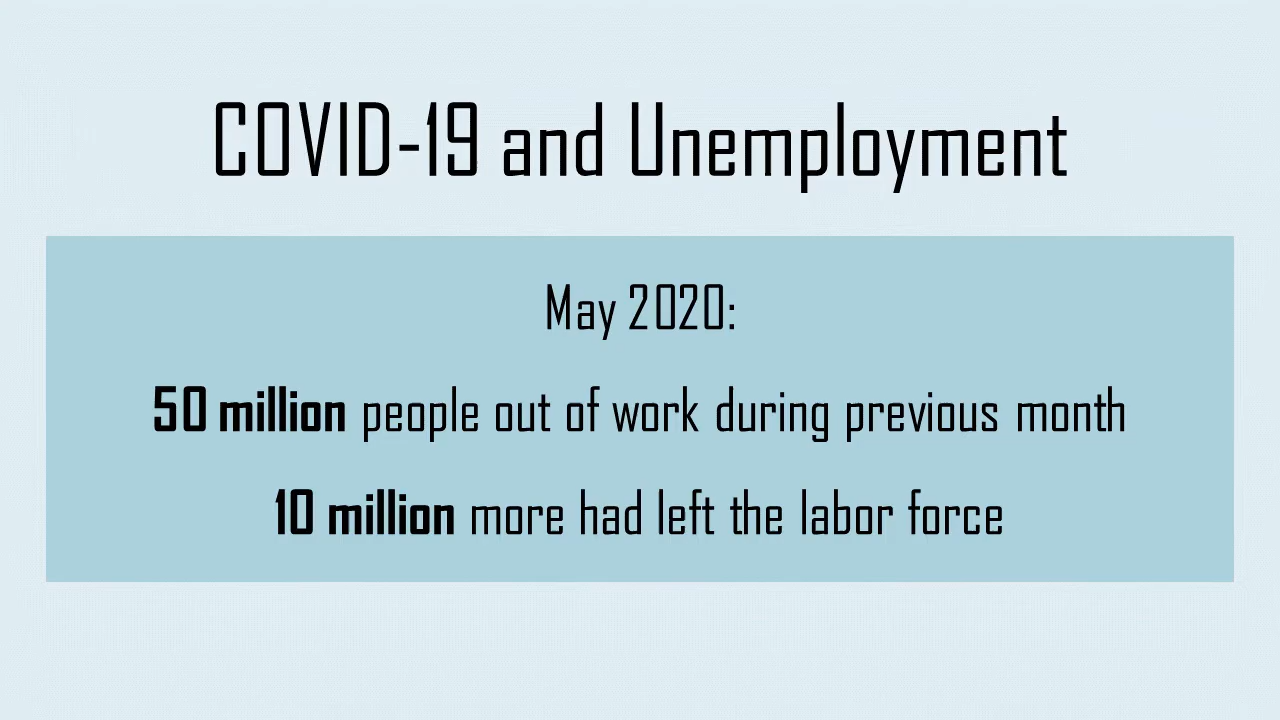 COVID-19 and Unemployment
May 2020:
50 million people out of work during previous month
10 million more had left the labor force